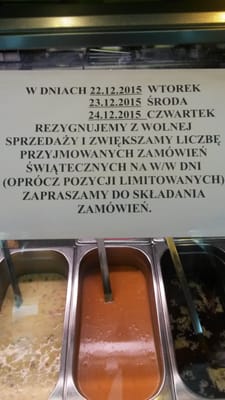 W DNIACH 22.12.2015 WTOREK
23.12.2015 ŚRODA
24.12.2015 CZWARTEK
REZYGNUJEMY Z WOLNEJ
SPRZEDAŻY I ZWIĘKSZAMY LICZBĘ
PRZYJMOWANYCH ZAMÓWIEŃ
ŚWIĄTECZNYCH NA W/W DNI
(OPRÓCZ POZYCJI LIMITOWANYCH)
ZAPRASZAMY DO SKŁADANIA
ZAMÓWIEŃ.